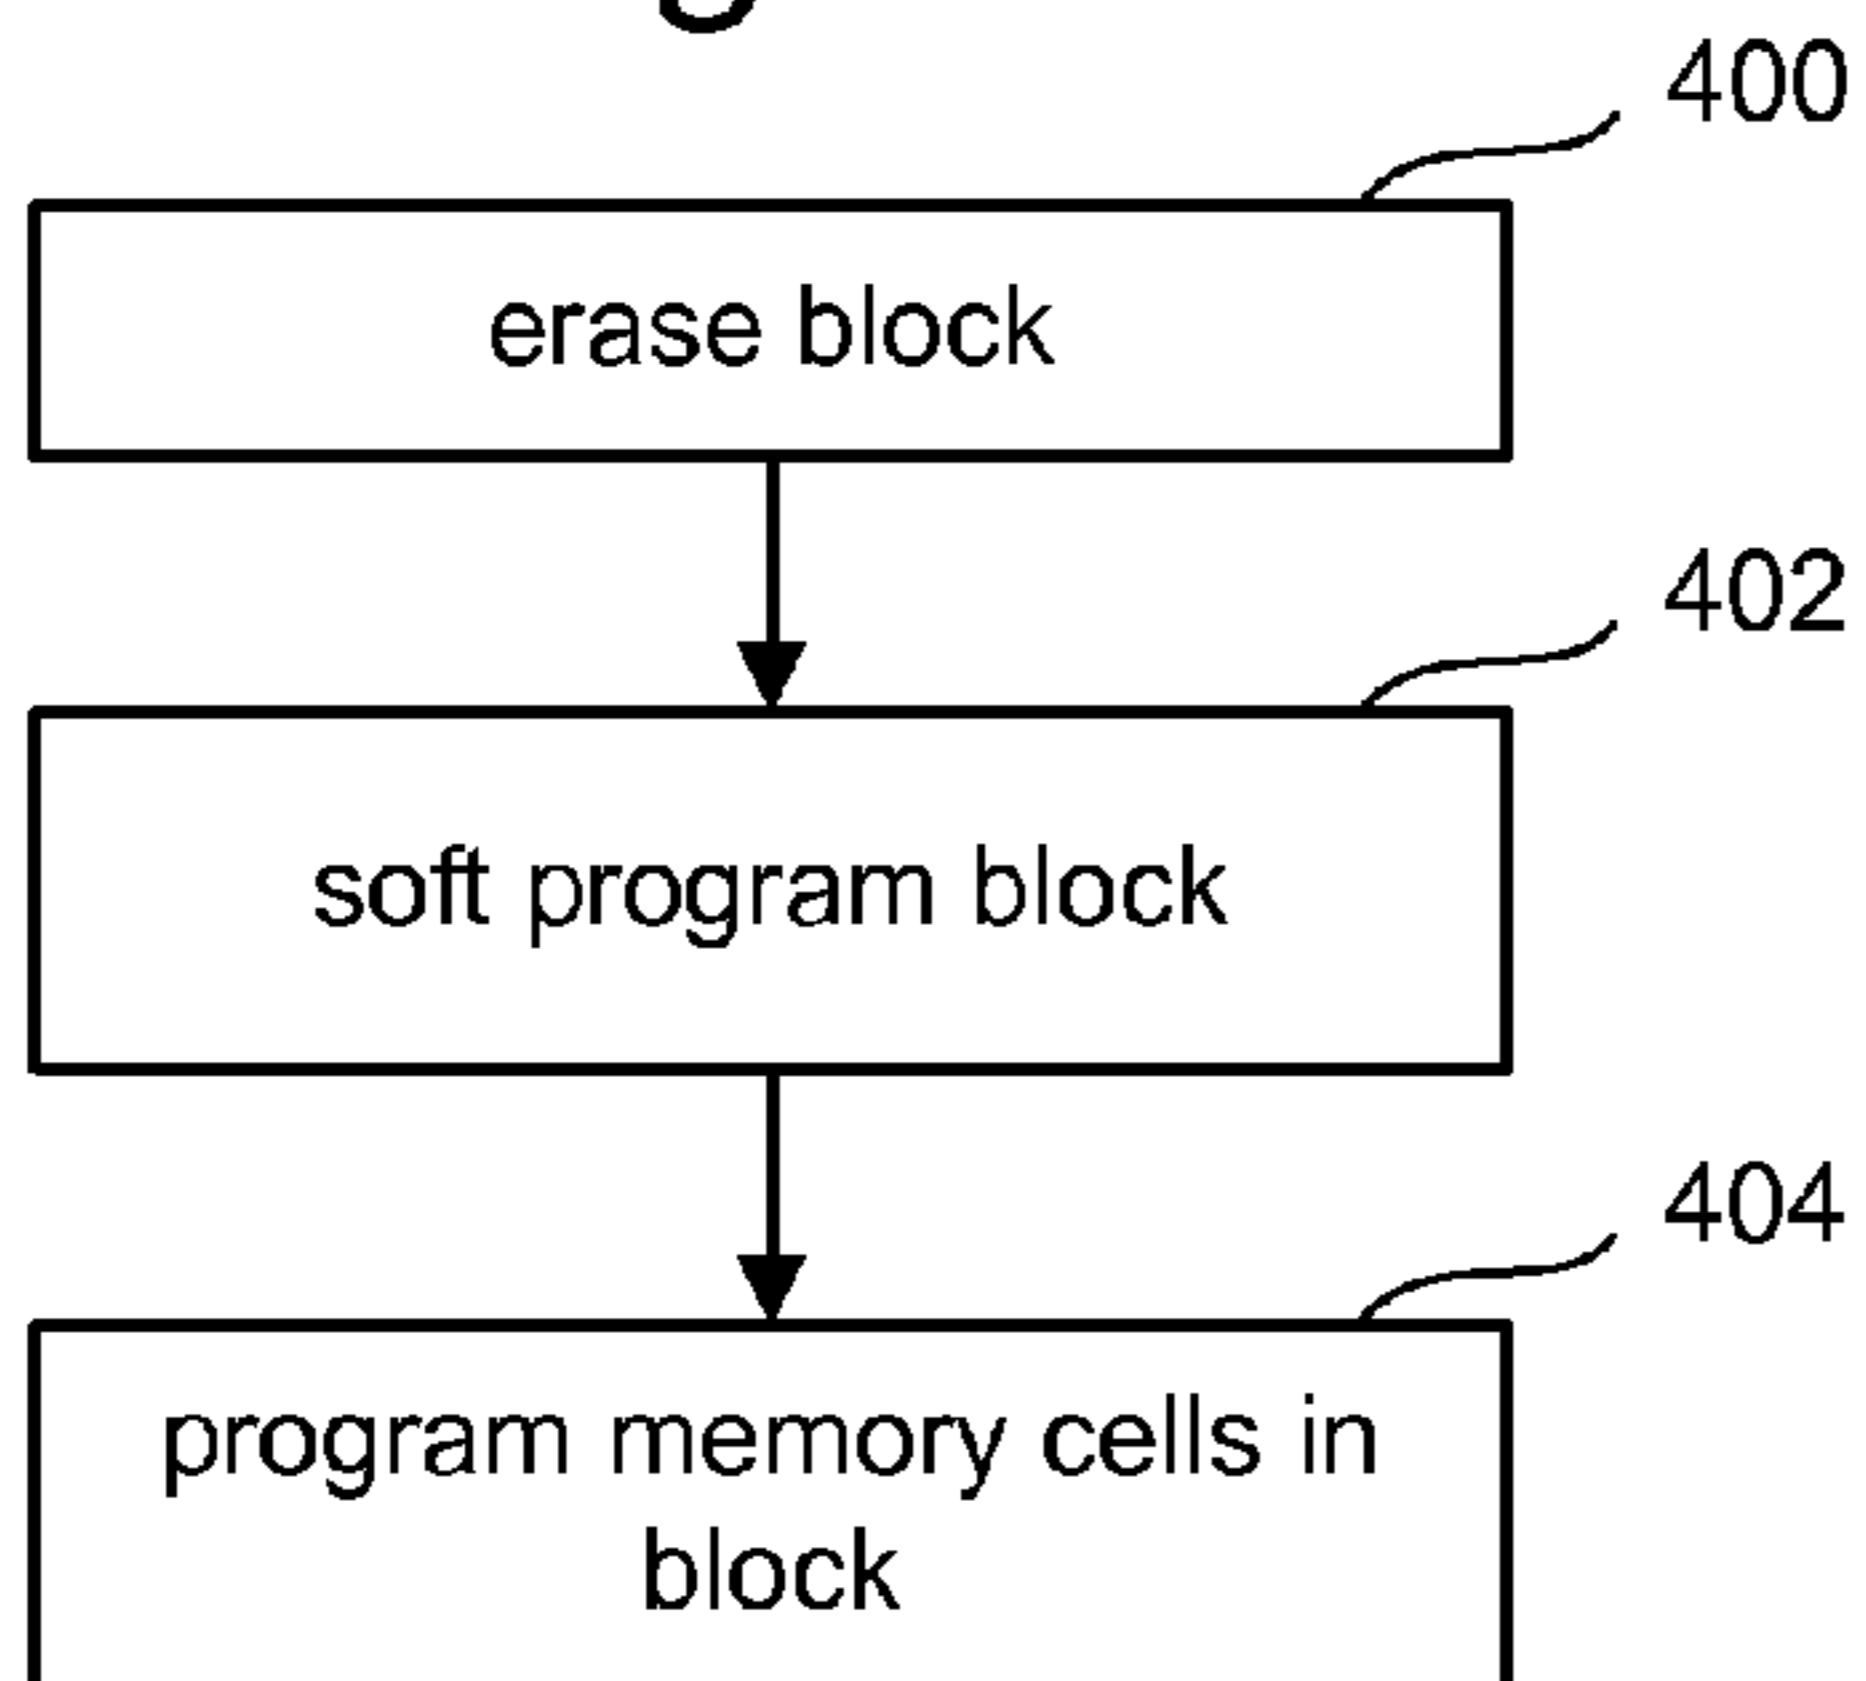 400
erase block
402
soft program block
404
program memory cells in
block